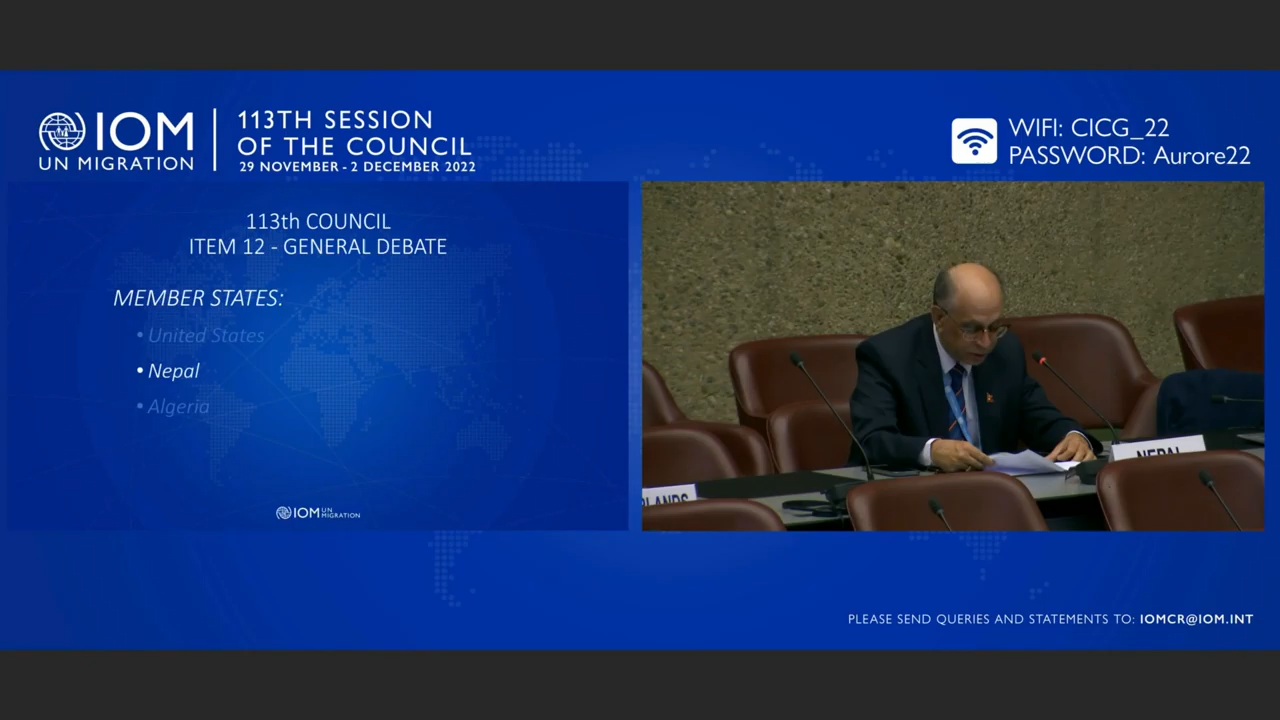 IOM
UN MIGRATION
113TH SESSION
OF THE COUNCIL
29 NOVEMBER - 2 DECEMBER 2022
WIFI: CICG_22
PASSWORD: Aurore22
113th COUNCIL
ITEM 12 - GENERAL DEBATE
MEMBER STATES:
• United States
• Nepal
• Algeria
IOM UN
MIGRATION
NEPAL
LANDS
PLEASE SEND QUERIES AND STATEMENTS TO: IOMCR@IOM.INT